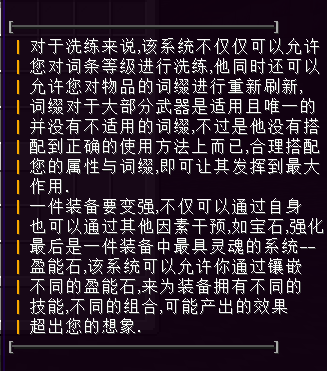 对于洗练来说,该系统不仅仅可以允许
您对词条等级进行洗练,他同时还可以
允许您对物品的词缀进行重新刷新,
词缀对于大部分武器是适用且唯一的
并没有不适用的词缀,不过是他没有搭
配到正确的使用方法上而已,合理搭配
您的属性与词缀,即可让其发挥到最大
作用.
一件装备要变强,不仅可以通过自身
也可以通过其他因素干预,如宝石,强化
最后是一件装备中最具灵魂的系统--
盈能石,该系统可以允许你通过镶嵌
不同的盈能石,来为装备拥有不同的
技能,不同的组合,可能产出的效果
超出您的想象.